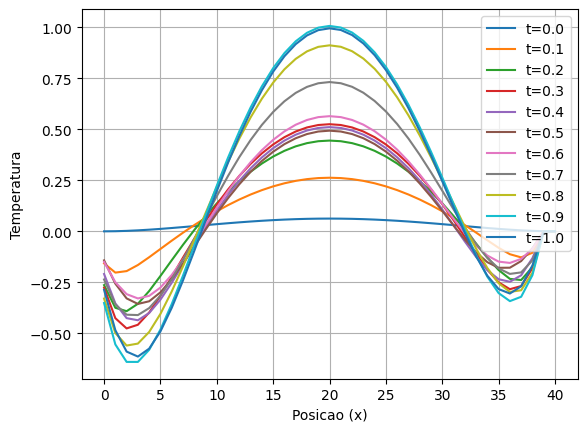 1.00
0.75
0.50
0.25
0.00
−0.25
−0.50
Temperatura
0 5 10 15 20 25 30 35 40
Posicao (x)
t=0.0
t=0.1
t=0.2
t=0.3
t=0.4
t=0.5
t=0.6
t=0.7
t=0.8
t=0.9
t=1.0